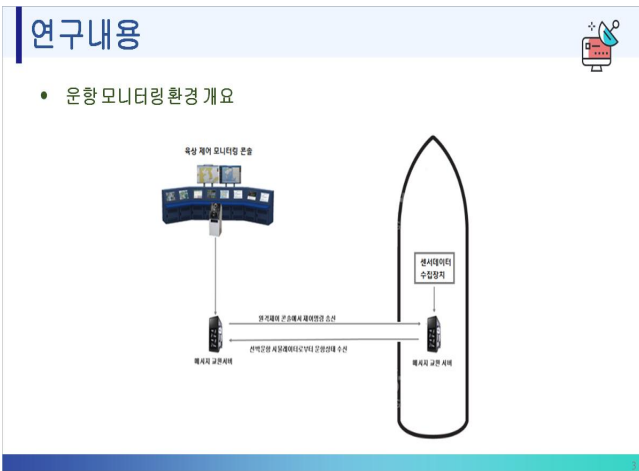 연구내용
• 운항 모니터링 환경 개요
육상 제어 모니터링 콘솔
센서데이터
수집장치
원격제어 콘솔에서 제어명령 송신
선박운항 시뮬레이터로부터 운항상태 수신
메시지 교환 서버
메시지 교환 서버
3